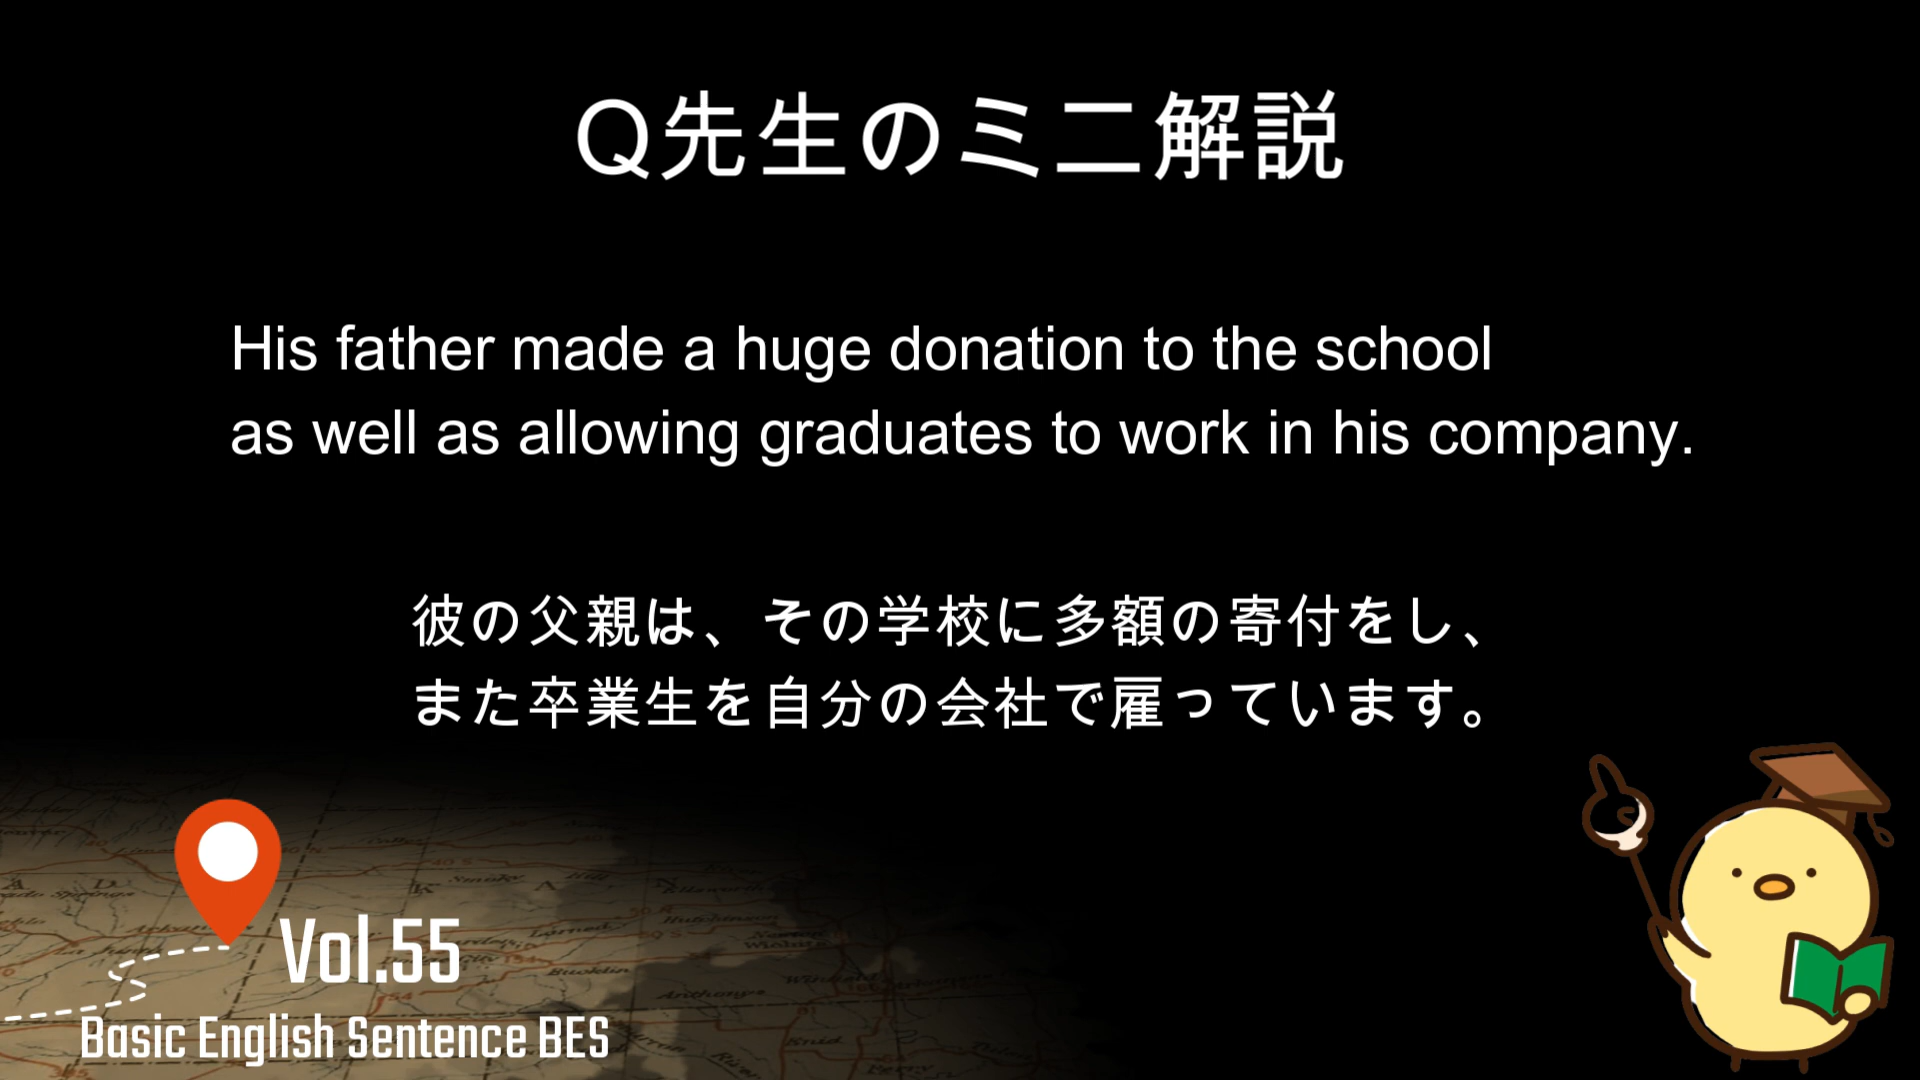 Q先生のミニ解説
His father made a huge donation to the school
as well as allowing graduates to work in his company.
彼の父親は、その学校に多額の寄付をし、
また卒業生を自分の会社で雇っています。
Vol.55
Basic English Sentence BES